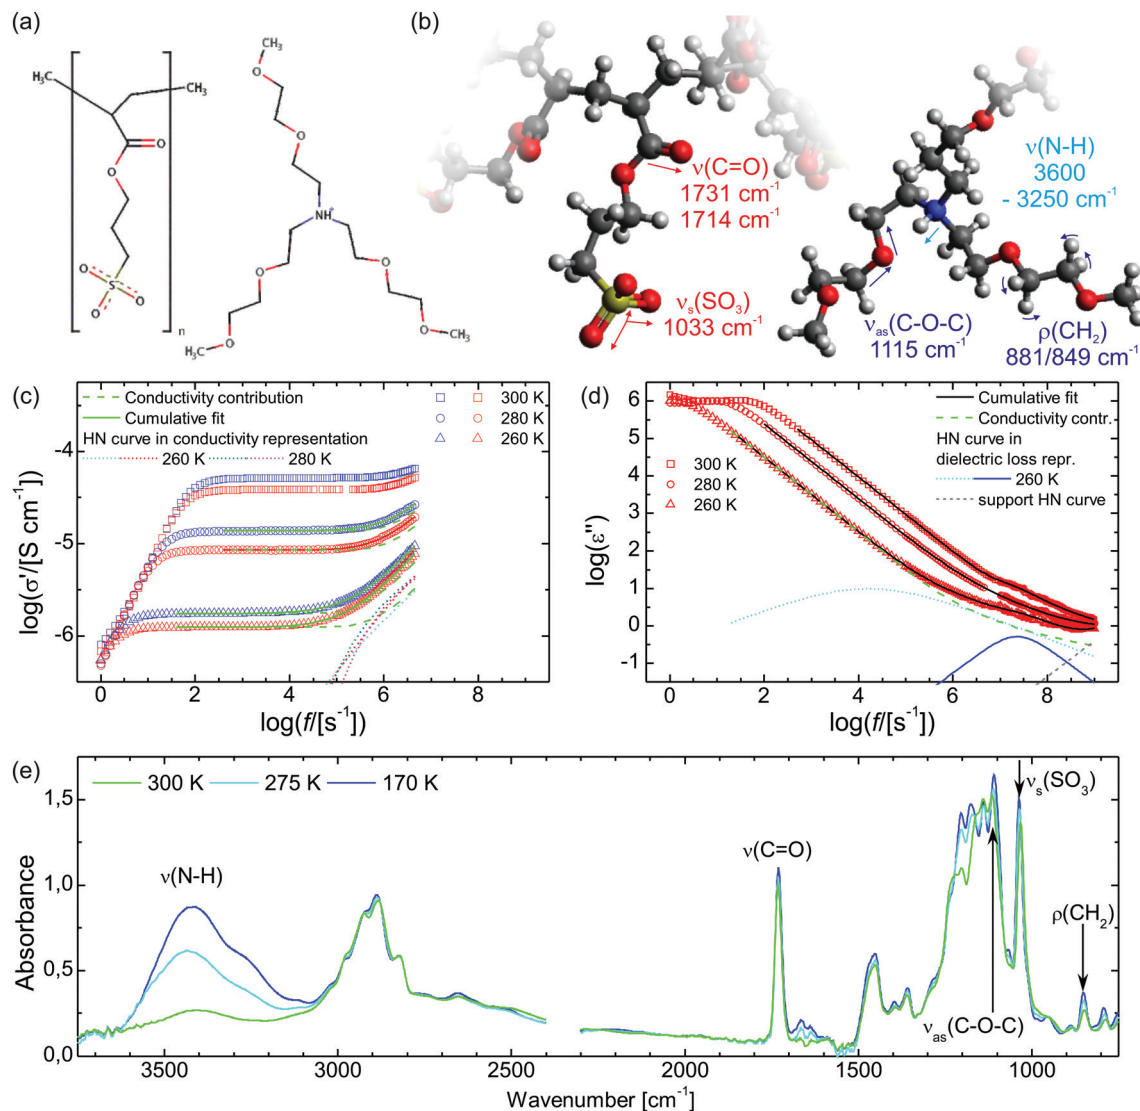 (a)
H₃C
CH₃
O
O
O
S
O
O
n
CH₃
O
O
NH⁺
O
O
O
CH₃
O
H₃C
(b)
ν(C=O)
1731 cm⁻¹
1714 cm⁻¹
νₛ(SO₃)
1033 cm⁻¹
ν(N-H)
3600
- 3250 cm⁻¹
νₐₛ(C-O-C)
1115 cm⁻¹
ρ(CH₂)
881/849 cm⁻¹
(c)
Conductivity contribution
Cumulative fit
HN curve in conductivity representation
260 K
280 K
300 K
280 K
260 K
-4
-5
-6
log(σ'/[S cm⁻¹])
0
2
4
6
8
log(f/[s⁻¹])
(d)
Cumulative fit
Conductivity contr.
HN curve in
dielectric loss repr.
260 K
support HN curve
300 K
280 K
260 K
6
5
4
3
2
1
0
-1
log(ε'')
0
2
4
6
8
log(f/[s⁻¹])
(e)
300 K
275 K
170 K
ν(N-H)
ν(C=O)
νₛ(SO₃)
ρ(CH₂)
νₐₛ(C-O-C)
1,5
1,0
0,5
0,0
Absorbance
3500
3000
2500
2000
1500
1000
Wavenumber [cm⁻¹]